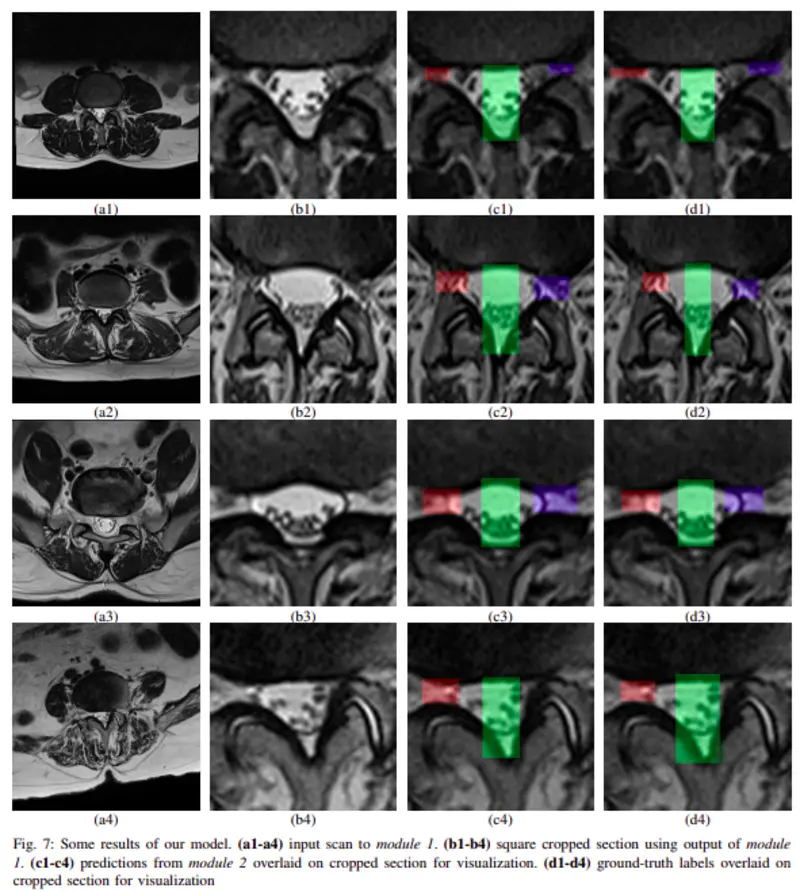 (a1) (b1) (c1) (d1)
(a2) (b2) (c2) (d2)
(a3) (b3) (c3) (d3)
(a4) (b4) (c4) (d4)
Fig. 7: Some results of our model. (a1-a4) input scan to module 1. (b1-b4) square cropped section using output of module
1. (c1-c4) predictions from module 2 overlaid on cropped section for visualization. (d1-d4) ground-truth labels overlaid on
cropped section for visualization